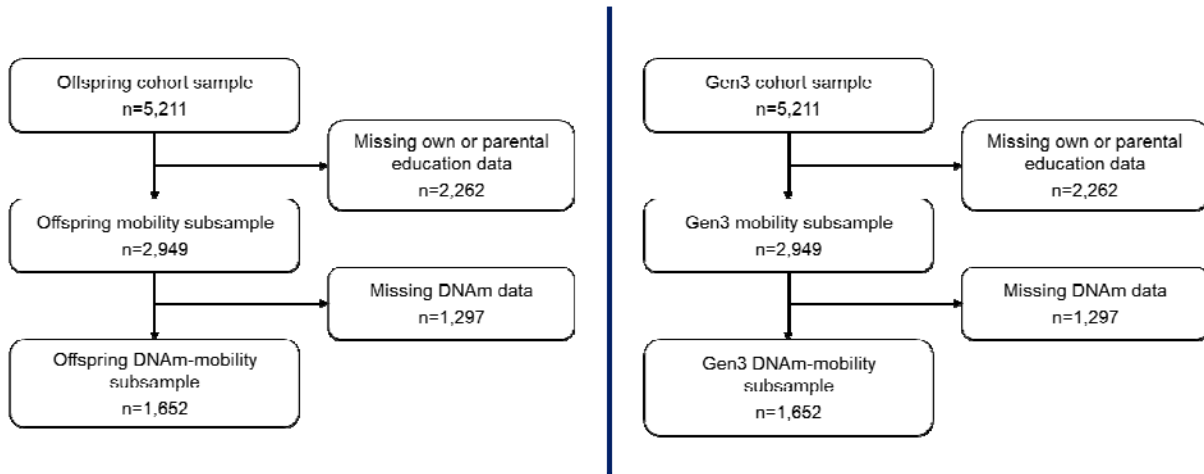 Offspring cohort sample
n=5,211
Missing own or parental
education data
n=2,262
Offspring mobility subsample
n=2,949
Missing DNAm data
n=1,297
Offspring DNAm-mobility
subsample
n=1,652
Gen3 cohort sample
n=5,211
Missing own or parental
education data
n=2,262
Gen3 mobility subsample
n=2,949
Missing DNAm data
n=1,297
Gen3 DNAm-mobility
subsample
n=1,652